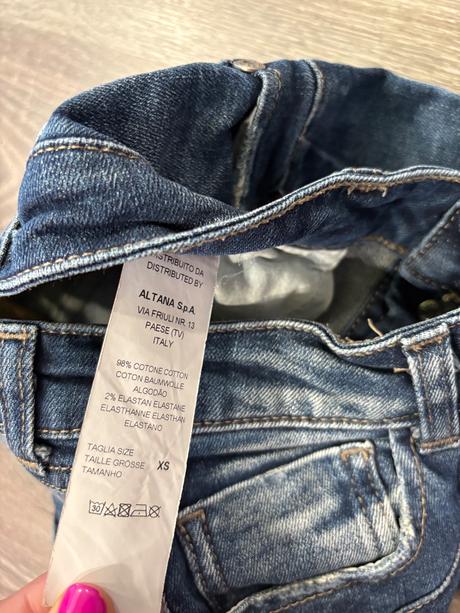 DISTRIBUITO DA
DISTRIBUTED BY
ALTANA S.p.A
VIA FRIULI NR. 13
PAESE (TV)
ITALY
98% COTONE COTTON
COTON BAUMWOLLE
ALGODÃO
2% ELASTAN ELASTANE
ELASTHANNE ELASTHAN
ELASTANO
TAGLIA SIZE
TAILLE GROSSE XS
TAMANHO
30